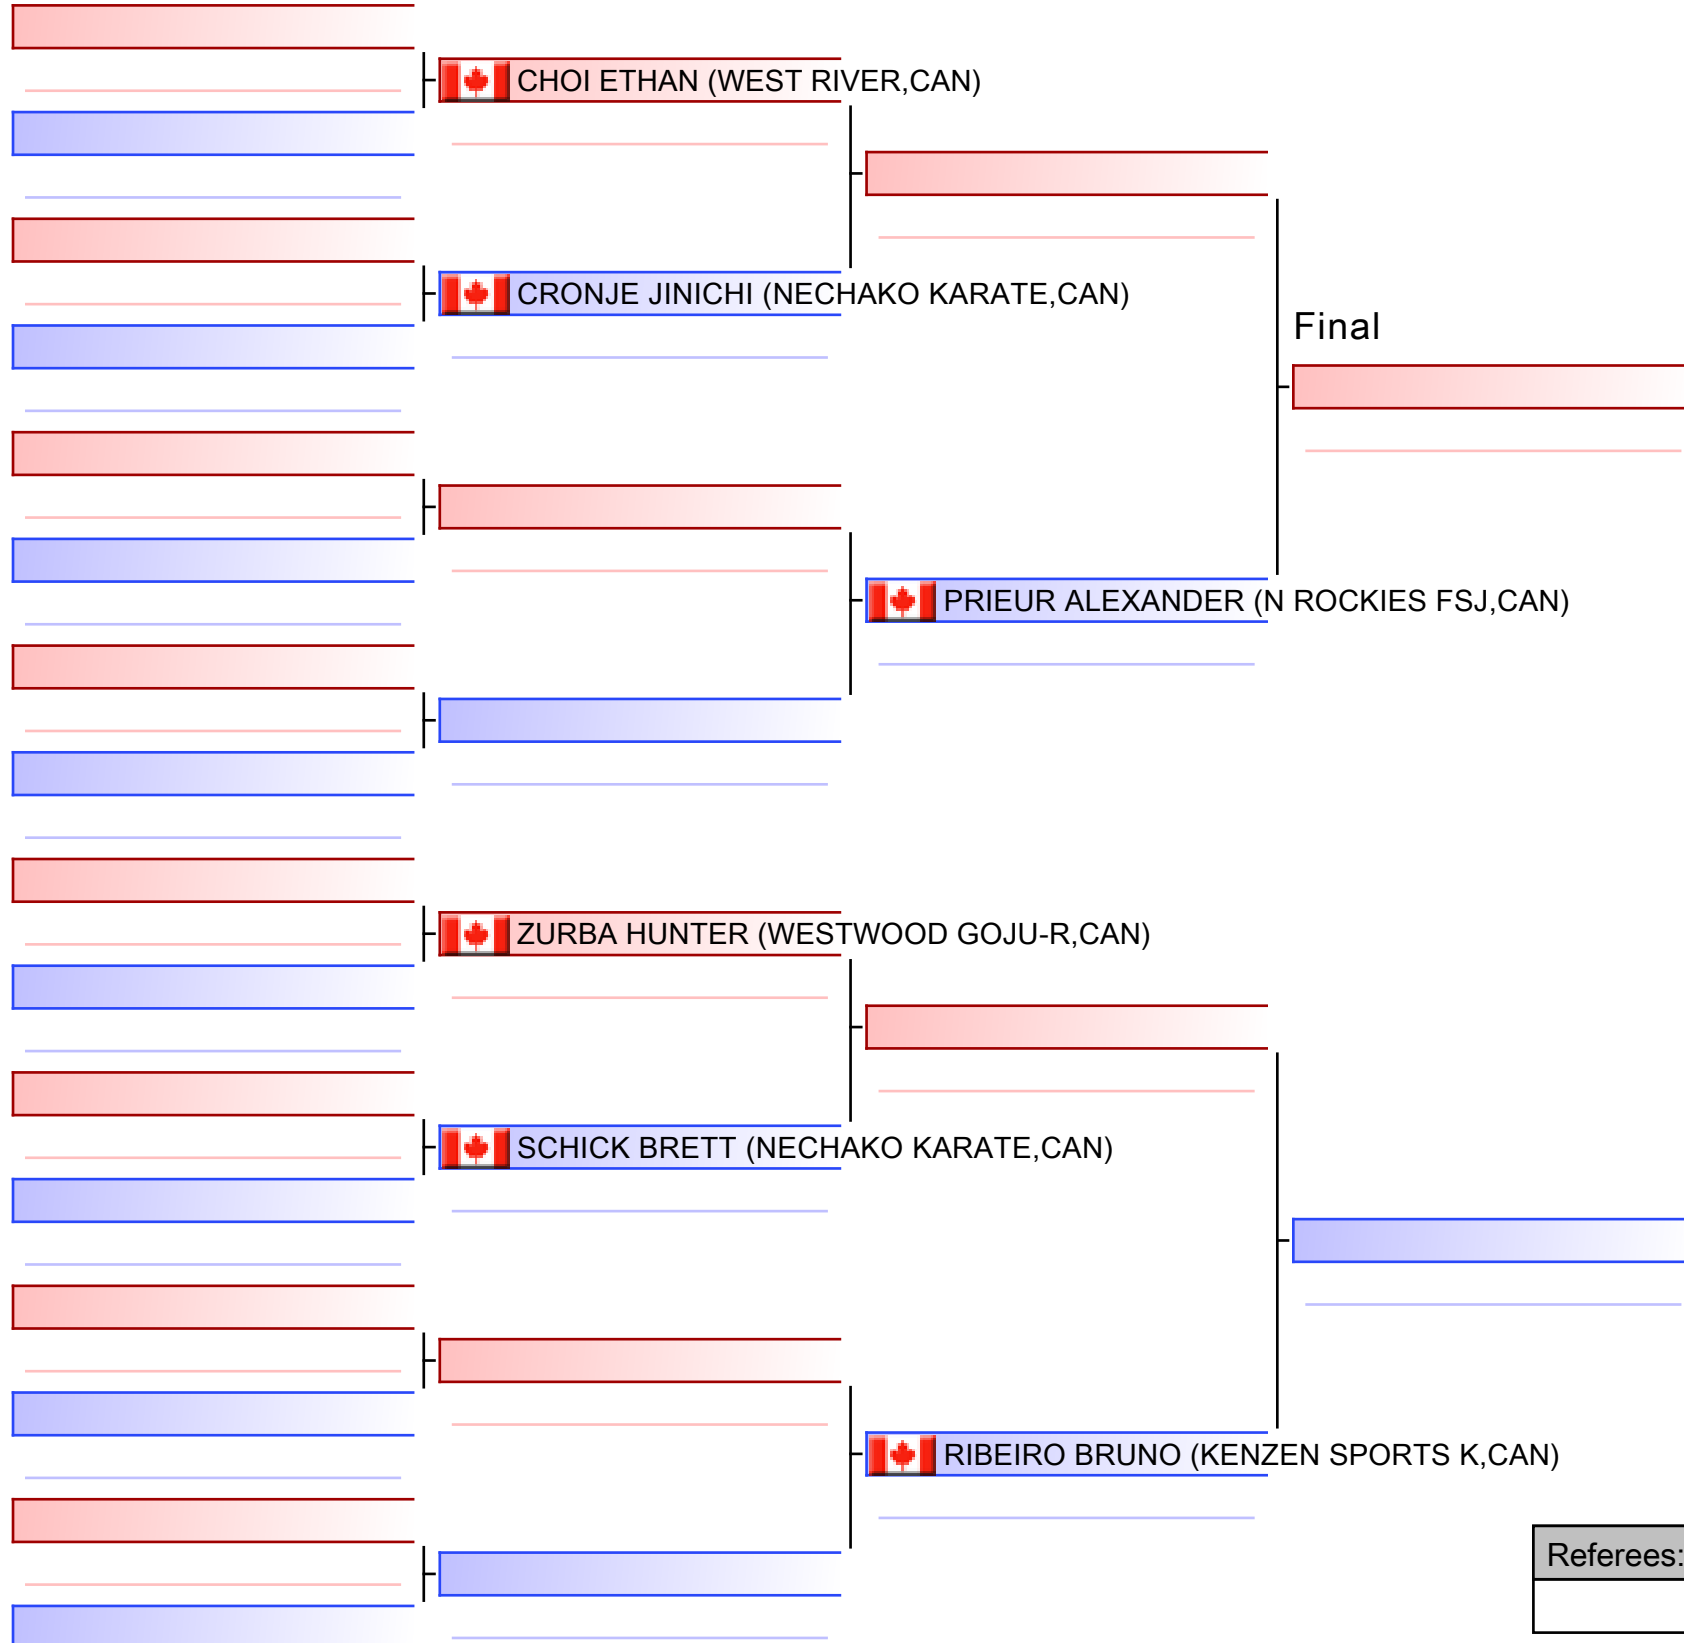 CHOI ETHAN (WEST RIVER,CAN)
CRONJE JINICHI (NECHAKO KARATE,CAN)
Final
PRIEUR ALEXANDER (N ROCKIES FSJ,CAN)
ZURBA HUNTER (WESTWOOD GOJU-R,CAN)
SCHICK BRETT (NECHAKO KARATE,CAN)
RIBEIRO BRUNO (KENZEN SPORTS K,CAN)
Referees: